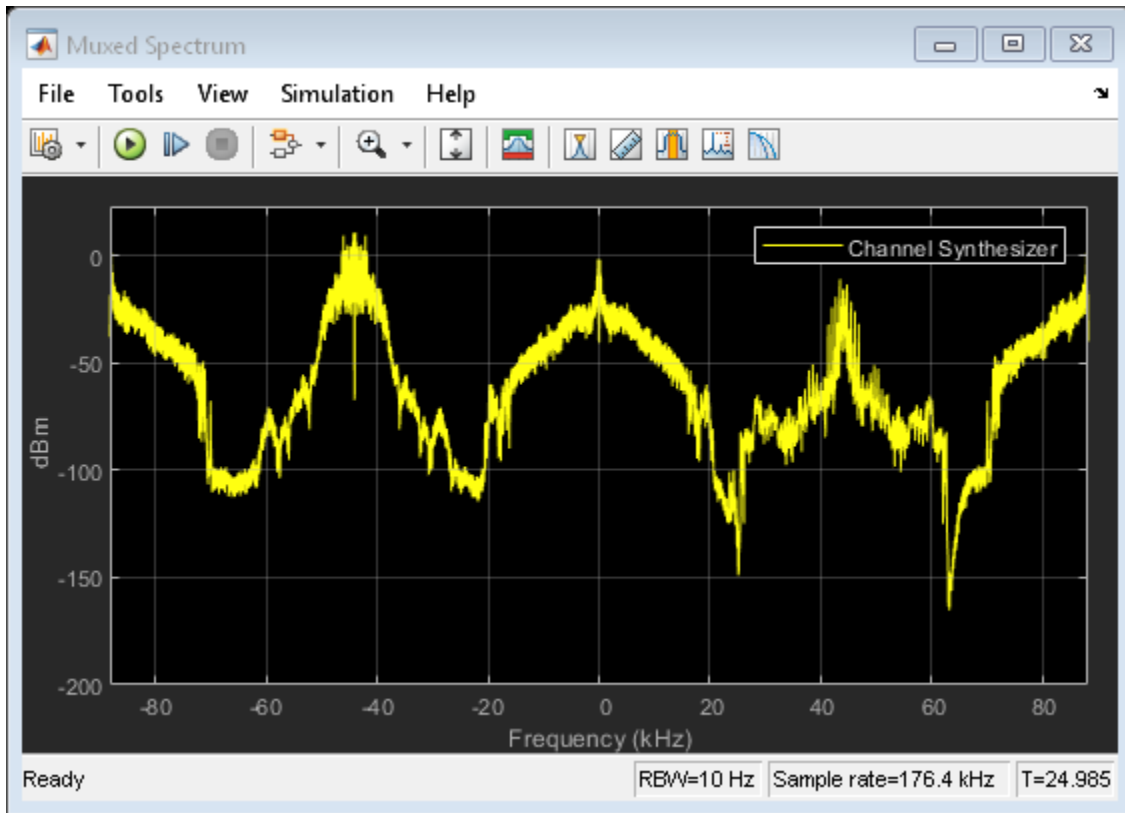 Muxed Spectrum
File Tools View Simulation Help
Channel Synthesizer
0
-50
-100
-150
-200
dBm
-80 -60 -40 -20 0 20 40 60 80
Frequency (kHz)
Ready RBW=10 Hz Sample rate=176.4 kHz T=24.985